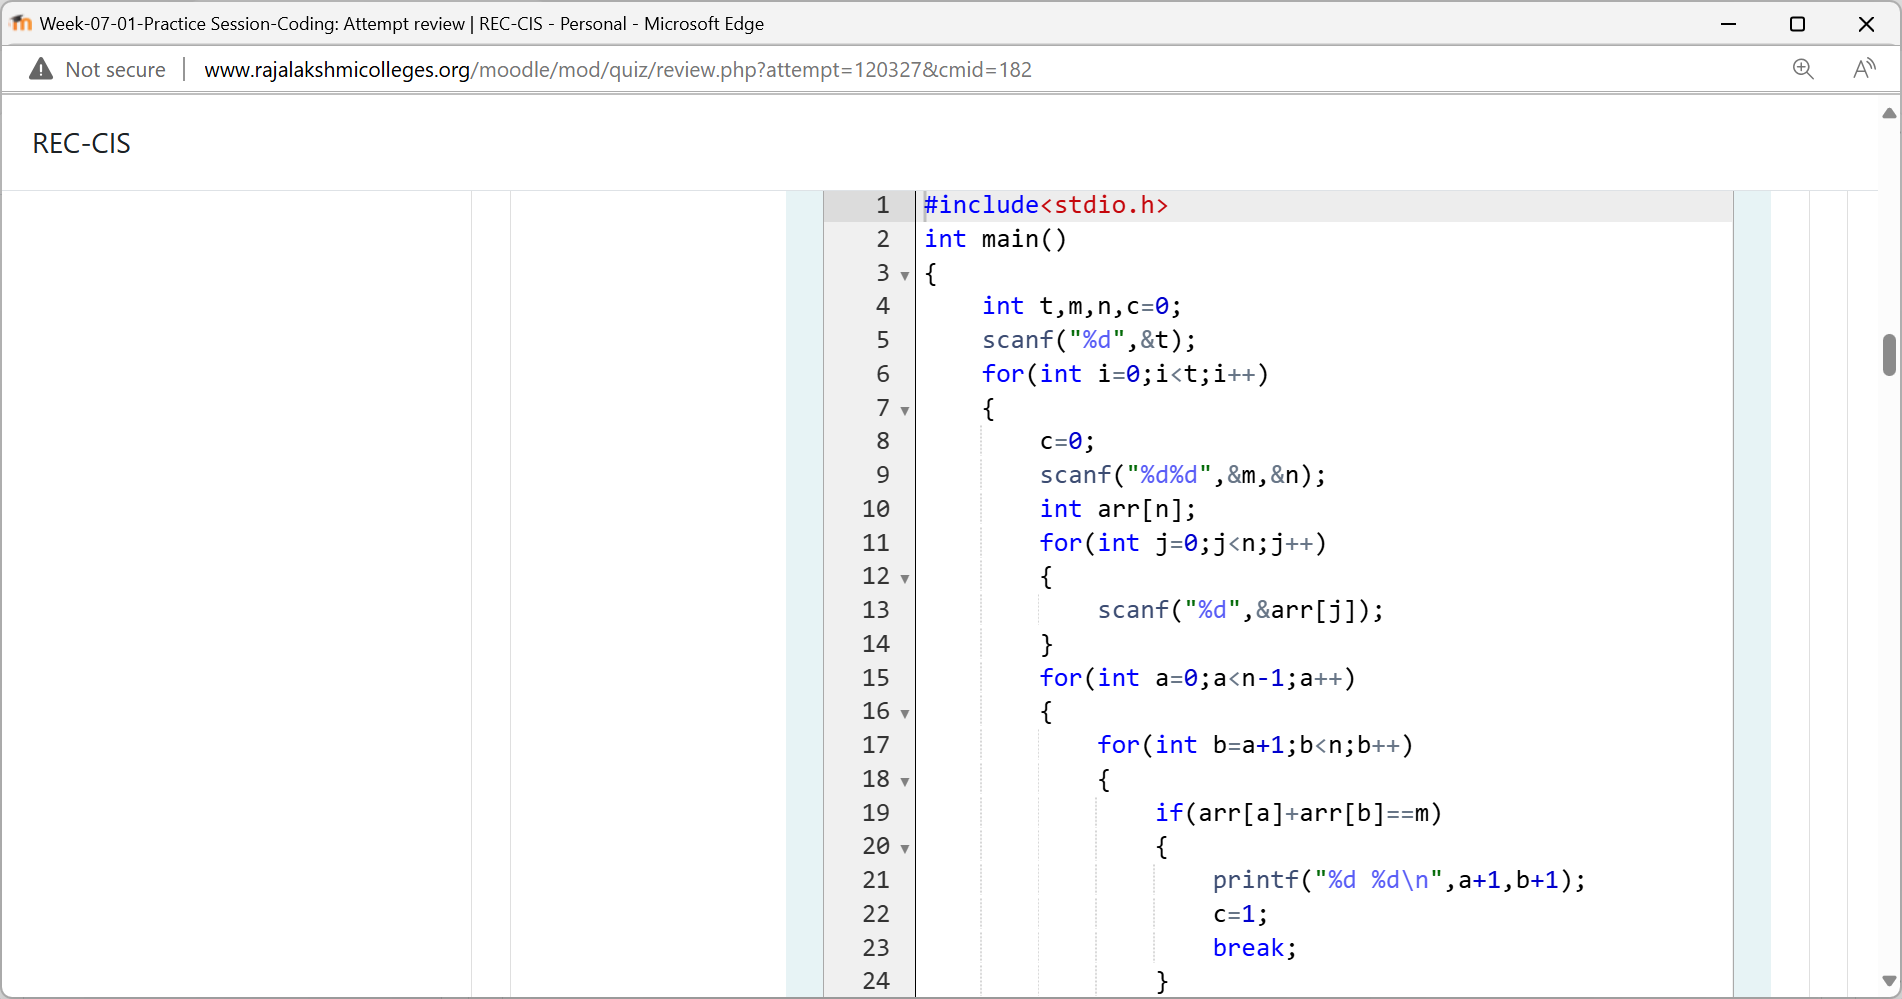 Week-07-01-Practice Session-Coding: Attempt review | REC-CIS - Personal - Microsoft Edge
Not secure | www.rajalakshmicolleges.org/moodle/mod/quiz/review.php?attempt=120327&cmid=182
REC-CIS
1 #include<stdio.h>
2 int main()
3 {
4     int t,m,n,c=0;
5     scanf("%d",&t);
6     for(int i=0;i<t;i++)
7     {
8         c=0;
9         scanf("%d%d",&m,&n);
10         int arr[n];
11         for(int j=0;j<n;j++)
12         {
13             scanf("%d",&arr[j]);
14         }
15         for(int a=0;a<n-1;a++)
16         {
17             for(int b=a+1;b<n;b++)
18             {
19                 if(arr[a]+arr[b]==m)
20                 {
21                     printf("%d %d\n",a+1,b+1);
22                     c=1;
23                     break;
24                 }